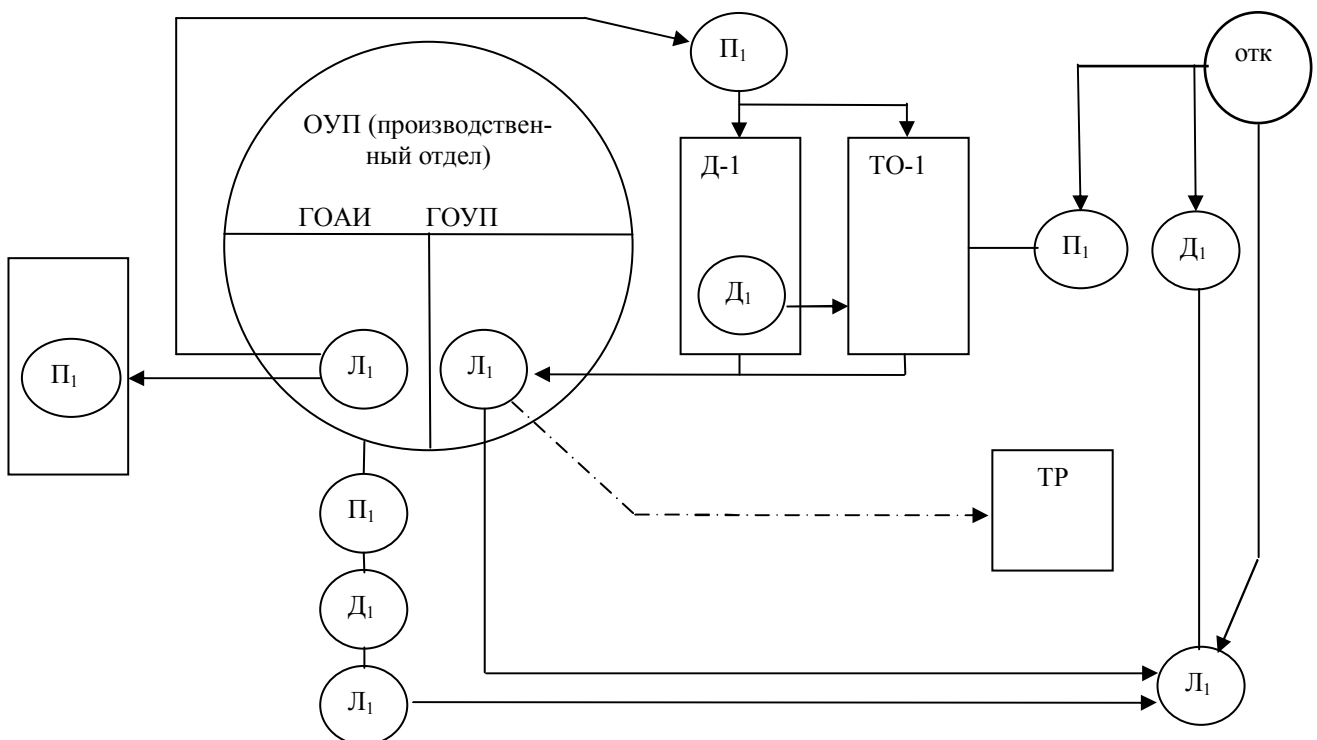 П₁
отк
ОУП (производствен-
ный отдел)
Д-1
ТО-1
ГОАИ
ГОУП
П₁
Д₁
Д₁
П₁
Л₁
Л₁
ТР
П₁
Д₁
Л₁
Л₁